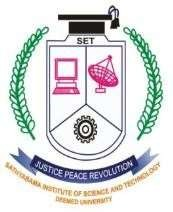 SET
JUSTICE PEACE REVOLUTION
SATHYABAMA INSTITUTE OF SCIENCE AND TECHNOLOGY
DEEMED UNIVERSITY